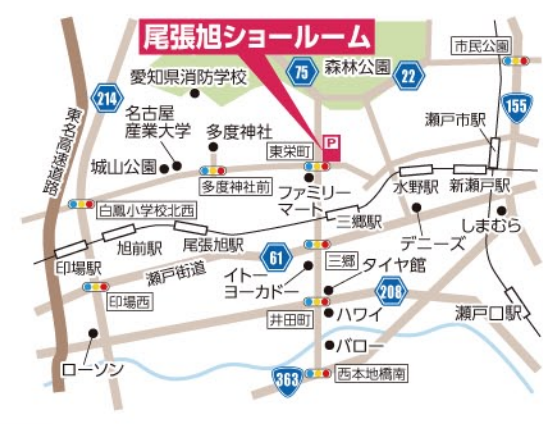 尾張旭ショールーム
市民公園
愛知県消防学校
75
森林公園
22
214
155
東名高速道路
名古屋
産業大学
多度神社
P
瀬戸市駅
東栄町
城山公園
多度神社前
ファミリー
マート
水野駅
新瀬戸駅
白鳳小学校北西
三郷駅
デニーズ
しまむら
旭前駅
尾張旭駅
印場駅
瀬戸街道
61
三郷
イトー
ヨーカドー
タイヤ館
208
印場西
井田町
ハワイ
瀬戸口駅
バロー
ローソン
363
西本地橋南